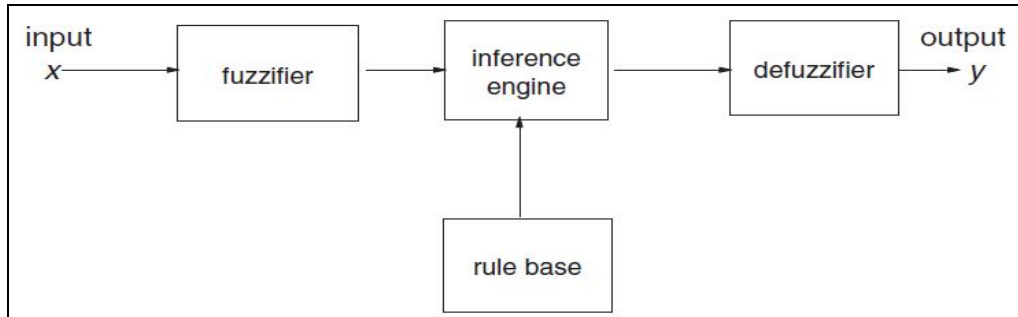 input
x
fuzzifier
inference
engine
defuzzifier
output
y
rule base